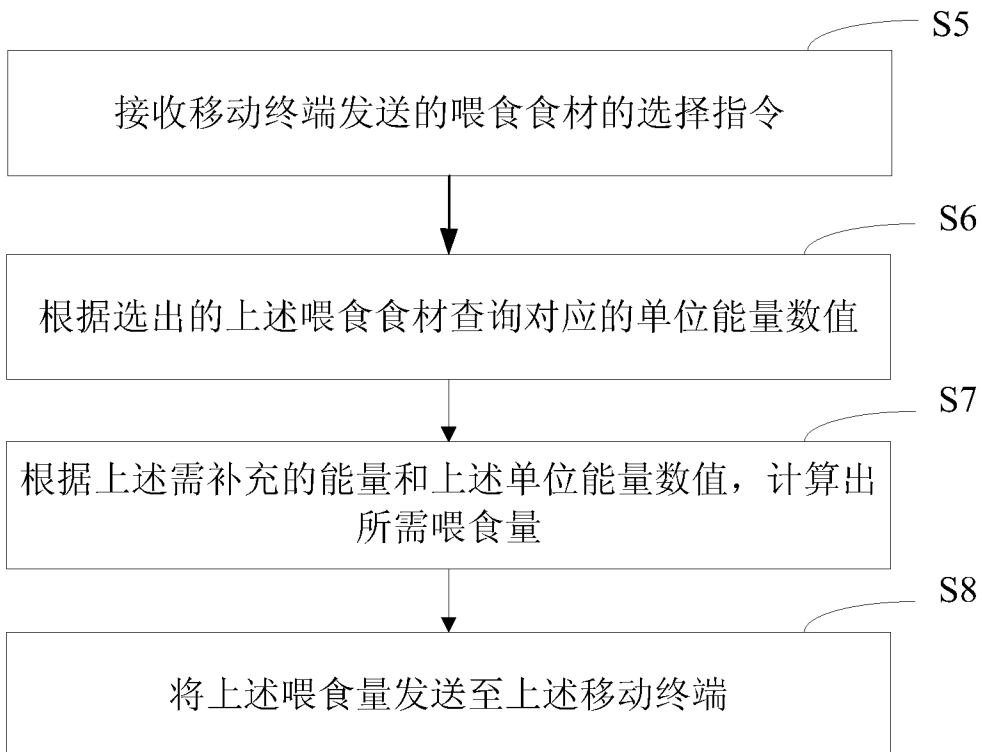 S5
接收移动终端发送的喂食食材的选择指令
S6
根据选出的上述喂食食材查询对应的单位能量数值
S7
根据上述需补充的能量和上述单位能量数值，计算出
所需喂食量
S8
将上述喂食量发送至上述移动终端